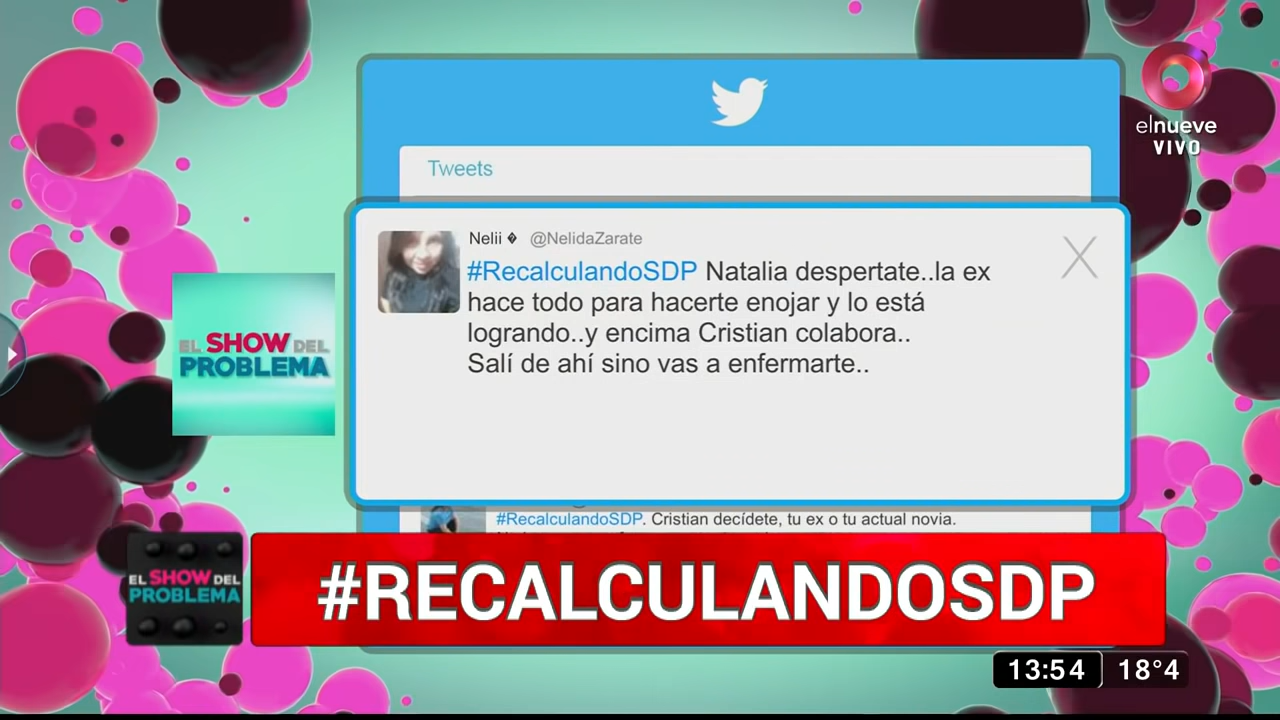 elnueve
VIVO
Tweets
Nelii � @NelidaZarate
#RecalculandoSDP Natalia despertate..la ex
hace todo para hacerte enojar y lo está
logrando..y encima Cristian colabora..
Salí de ahí sino vas a enfermarte..
EL SHOW DEL
PROBLEMA
#RecalculandoSDP. Cristian decídete, tu ex o tu actual novia.
EL SHOW DEL
PROBLEMA
#RECALCULANDOSDP
13:54 18°4